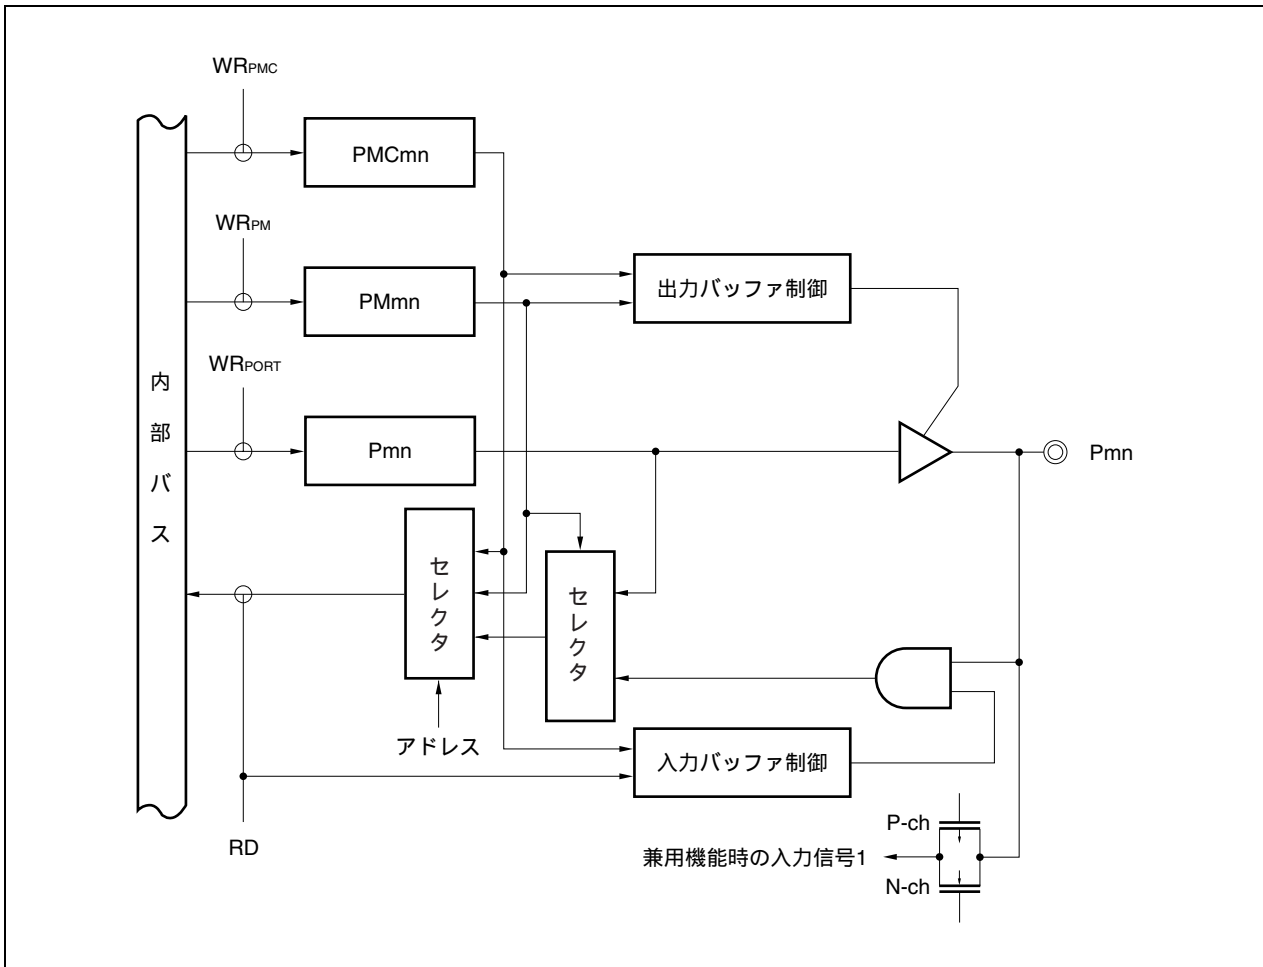 WRPMC
PMCmn
WRPM
PMmn
出力バッファ制御
WRPORT
内部バス
Pmn
Pmn
セレクタ
セレクタ
アドレス
入力バッファ制御
RD
P-ch
兼用機能時の入力信号1
N-ch